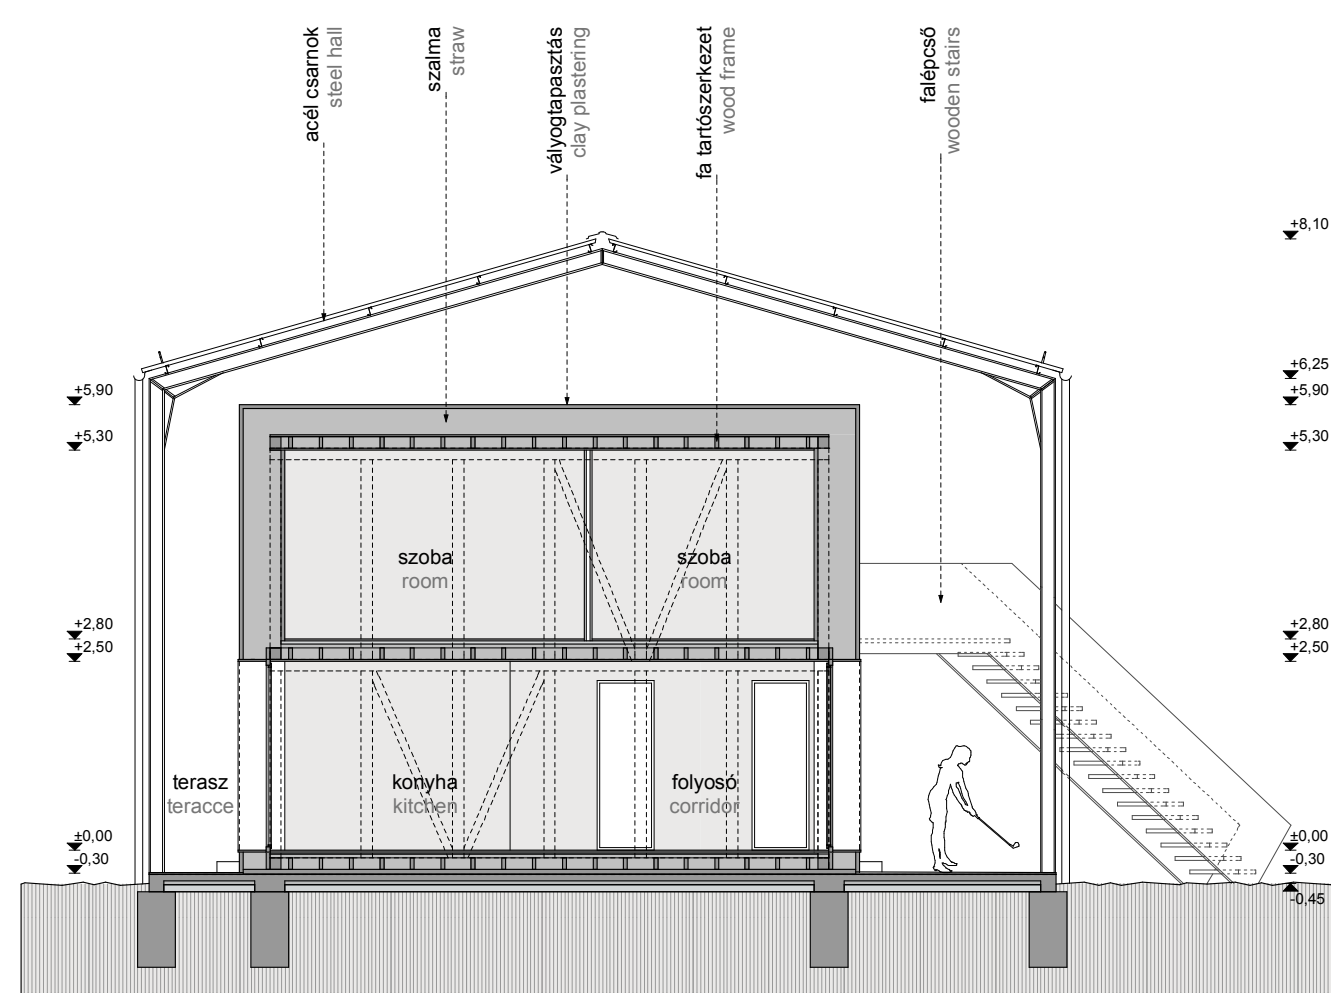 acél csarnok
steel hall
szalma
straw
vályogtapasztás
clay plastering
fa tartószerkezet
wood frame
falépcső
wooden stairs
+8,10
+6,25
+5,90
+5,90
+5,30
+5,30
szoba
room
szoba
room
+2,80
+2,50
+2,80
+2,50
terasz
teracce
konyha
kitchen
folyosó
corridor
±0,00
-0,30
±0,00
-0,30
-0,45